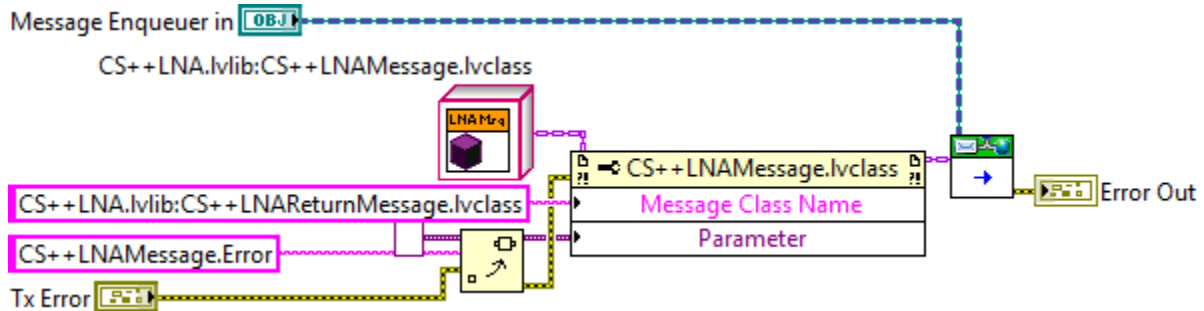 Message Enqueuer in
OBJ
CS++LNA.lvlib:CS++LNAMessage.lvclass
LNA Msg
CS++LNAMessage.lvclass
CS++LNA.lvlib:CS++LNAReturnMessage.lvclass
Message Class Name
Error Out
Parameter
CS++LNAMessage.Error
Tx Error